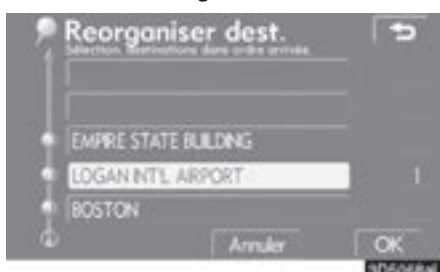 Reorganiser dest.
Sélection. Destinations dans ordre arrivée.
EMPIRE STATE BUILDING
LOGAN INT'L AIRPORT 1
BOSTON
Annuler OK